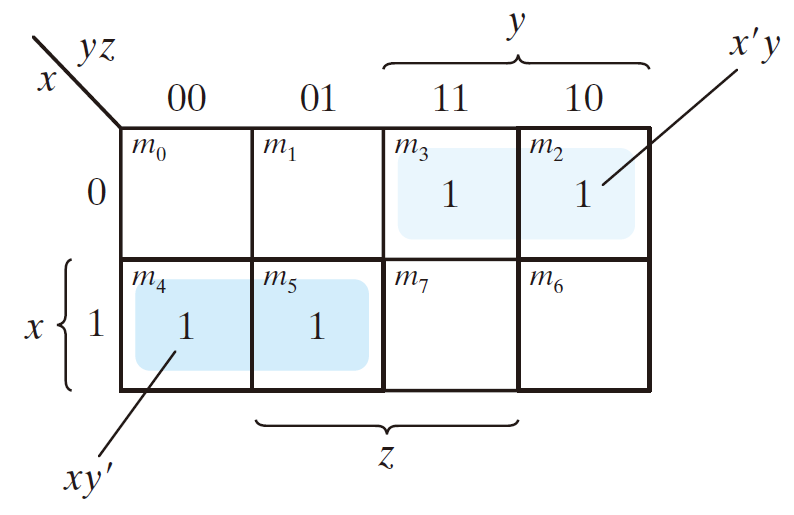 y
yz
x
x′y
00 01 11 10
m₀ m₁ m₃ m₂
0 1 1
m₄ m₅ m₇ m₆
x 1 1 1
z
xy′